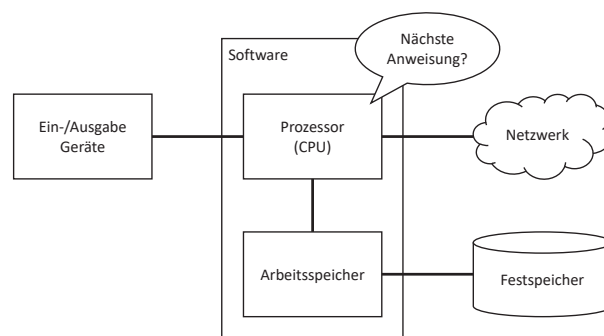 Nächste
Anweisung?
Software
Ein-/Ausgabe
Geräte
Prozessor
(CPU)
Netzwerk
Arbeitsspeicher
Festspeicher